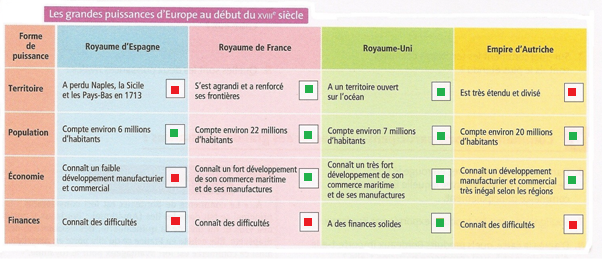 Les grandes puissances d'Europe au début du XVIIIe siècle
Forme
de
puissance
Royaume d'Espagne
Royaume de France
Royaume-Uni
Empire d'Autriche
Territoire
A perdu Naples, la Sicile
et les Pays-Bas en 1713
S'est agrandi et a renforcé
ses frontières
A un territoire ouvert
sur l'océan
Est très étendu et divisé
Population
Compte environ 6 millions
d'habitants
Compte environ 22 millions
d'habitants
Compte environ 7 millions
d'habitants
Compte environ 20 millions
d'habitants
Économie
Connaît un faible
développement manufacturier
et commercial
Connaît un fort développement
de son commerce maritime
et de ses manufactures
Connaît un très fort
développement de son
commerce maritime
et de ses manufactures
Connaît un développement
manufacturier et commercial
très inégal selon les régions
Finances
Connaît des difficultés
Connaît des difficultés
A des finances solides
Connaît des difficultés